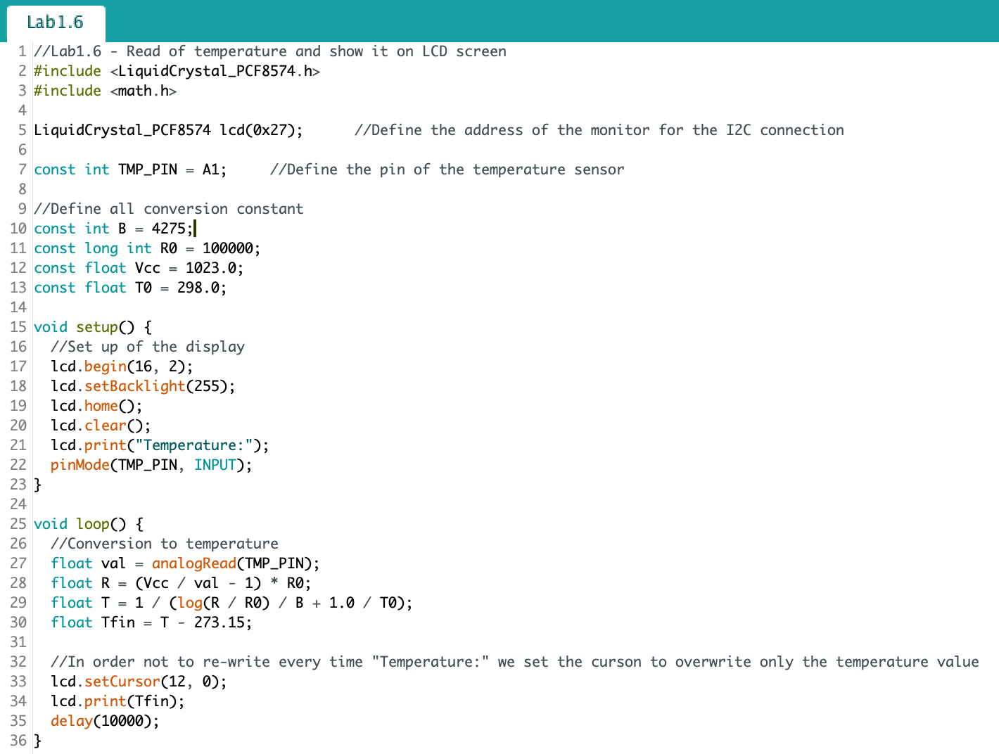 Lab1.6
1 //Lab1.6 - Read of temperature and show it on LCD screen
2 #include <LiquidCrystal_PCF8574.h>
3 #include <math.h>
4
5 LiquidCrystal_PCF8574 lcd(0x27);      //Define the address of the monitor for the I2C connection
6
7 const int TMP_PIN = A1;     //Define the pin of the temperature sensor
8
9 //Define all conversion constant
10 const int B = 4275;
11 const long int R0 = 100000;
12 const float Vcc = 1023.0;
13 const float T0 = 298.0;
14
15 void setup() {
16   //Set up of the display
17   lcd.begin(16, 2);
18   lcd.setBacklight(255);
19   lcd.home();
20   lcd.clear();
21   lcd.print("Temperature:");
22   pinMode(TMP_PIN, INPUT);
23 }
24
25 void loop() {
26   //Conversion to temperature
27   float val = analogRead(TMP_PIN);
28   float R = (Vcc / val - 1) * R0;
29   float T = 1 / (log(R / R0) / B + 1.0 / T0);
30   float Tfin = T - 273.15;
31
32   //In order not to re-write every time "Temperature:" we set the curson to overwrite only the temperature value
33   lcd.setCursor(12, 0);
34   lcd.print(Tfin);
35   delay(10000);
36 }